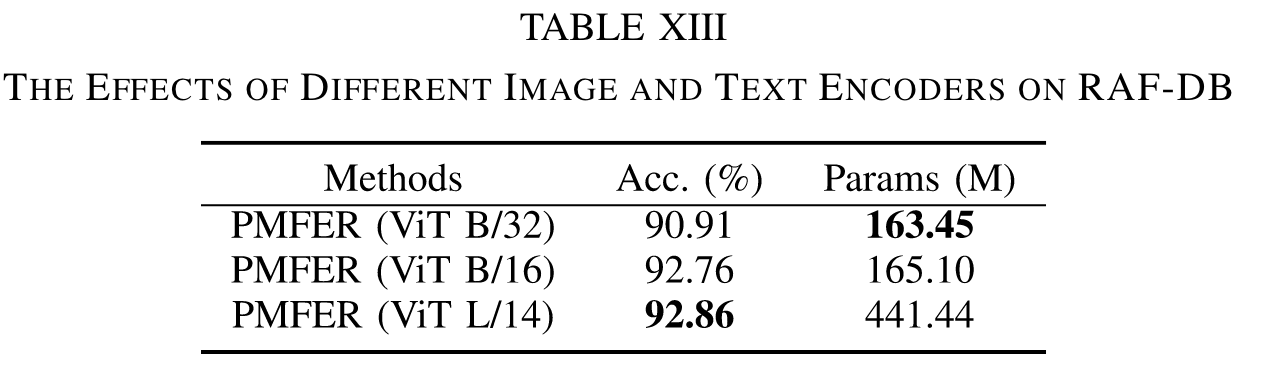 TABLE XIII
THE EFFECTS OF DIFFERENT IMAGE AND TEXT ENCODERS ON RAF-DB
Methods Acc. (%) Params (M)
PMFER (ViT B/32) 90.91 163.45
PMFER (ViT B/16) 92.76 165.10
PMFER (ViT L/14) 92.86 441.44